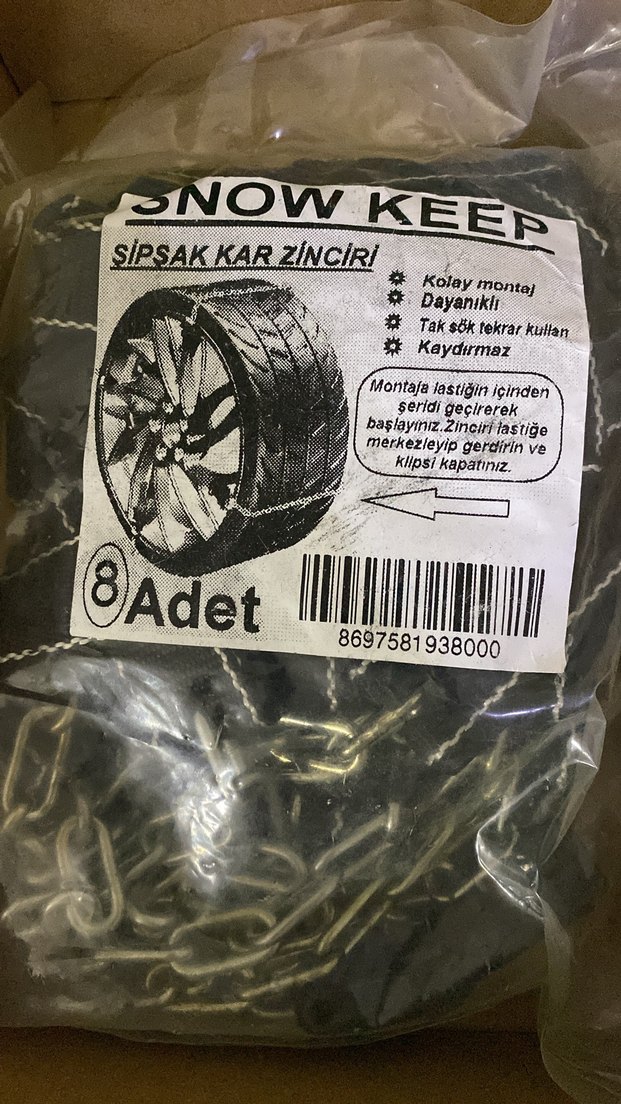 SNOW KEEP
ŞİPŞAK KAR ZİNCİRİ
Kolay montaj
Dayanıklı
Tak sök tekrar kullan
Kaydırmaz
Montaja lastiğin içinden
şeridi geçirerek
başlayınız.Zinciri lastiğe
merkezleyip gerdirin ve
klipsi kapatınız.
8 Adet
8697581938000